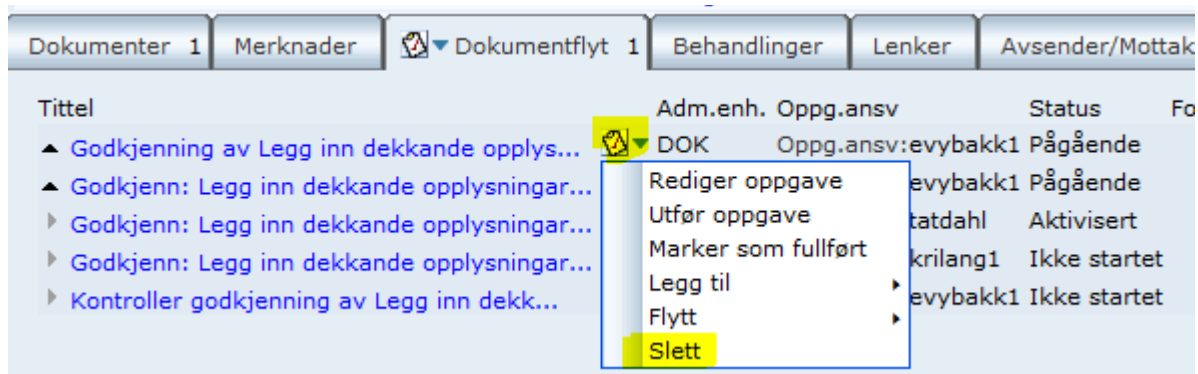 Dokumenter 1 Merknader Dokumentflyt 1 Behandlinger Lenker Avsender/Mottak
Tittel Adm.enh. Oppg.ansv Status Fo
Godkjenning av Legg inn dekkande opplys... DOK Oppg.ansv:evybakk1 Pågående
Godkjenn: Legg inn dekkande opplysningar... evybakk1 Pågående
Godkjenn: Legg inn dekkande opplysningar... tatdahl Aktivisert
Godkjenn: Legg inn dekkande opplysningar... krilang1 Ikke startet
Kontroller godkjenning av Legg inn dekk... evybakk1 Ikke startet
Rediger oppgave
Utfør oppgave
Marker som fullført
Legg til
Flytt
Slett